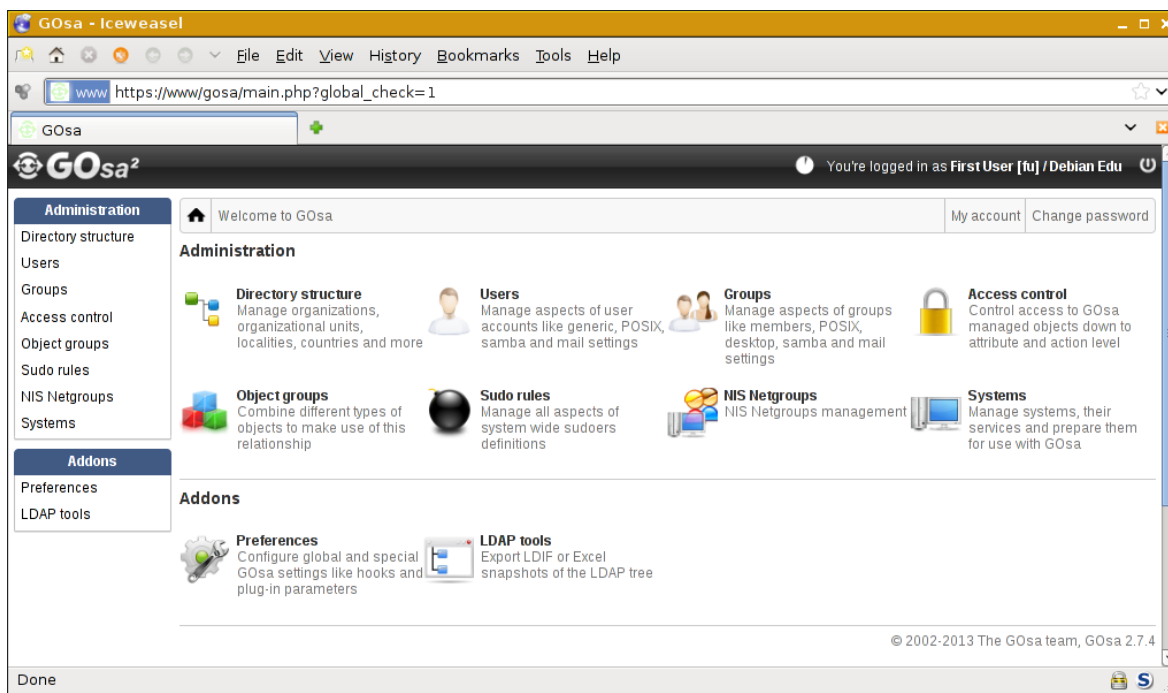 GOsa - Iceweasel
File Edit View History Bookmarks Tools Help
www https://www/gosa/main.php?global_check=1
GOsa
GOsa² You're logged in as First User [fu] / Debian Edu
Administration
Directory structure
Users
Groups
Access control
Object groups
Sudo rules
NIS Netgroups
Systems
Addons
Preferences
LDAP tools
Welcome to GOsa My account Change password
Administration
Directory structure
Manage organizations,
organizational units,
localities, countries and more
Users
Manage aspects of user
accounts like generic, POSIX,
samba and mail settings
Groups
Manage aspects of groups
like members, POSIX,
desktop, samba and mail
settings
Access control
Control access to GOsa
managed objects down to
attribute and action level
Object groups
Combine different types of
objects to make use of this
relationship
Sudo rules
Manage all aspects of
system wide sudoers
definitions
NIS Netgroups
NIS Netgroups management
Systems
Manage systems, their
services and prepare them
for use with GOsa
Addons
Preferences
Configure global and special
GOsa settings like hooks and
plug-in parameters
LDAP tools
Export LDIF or Excel
snapshots of the LDAP tree
© 2002-2013 The GOsa team, GOsa 2.7.4
Done
S